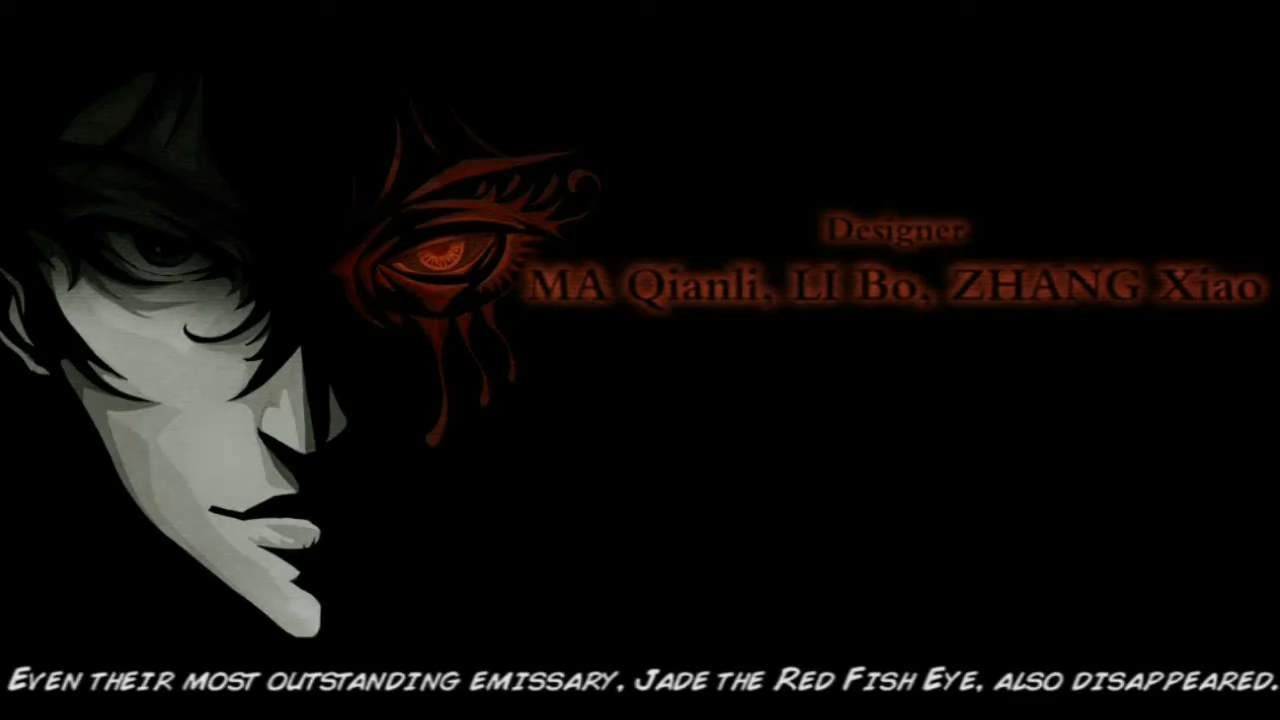 Designer
MA Qianli, LI Bo, ZHANG Xiao
EVEN THEIR MOST OUTSTANDING EMISSARY, JADE THE RED FISH EYE, ALSO DISAPPEARED.